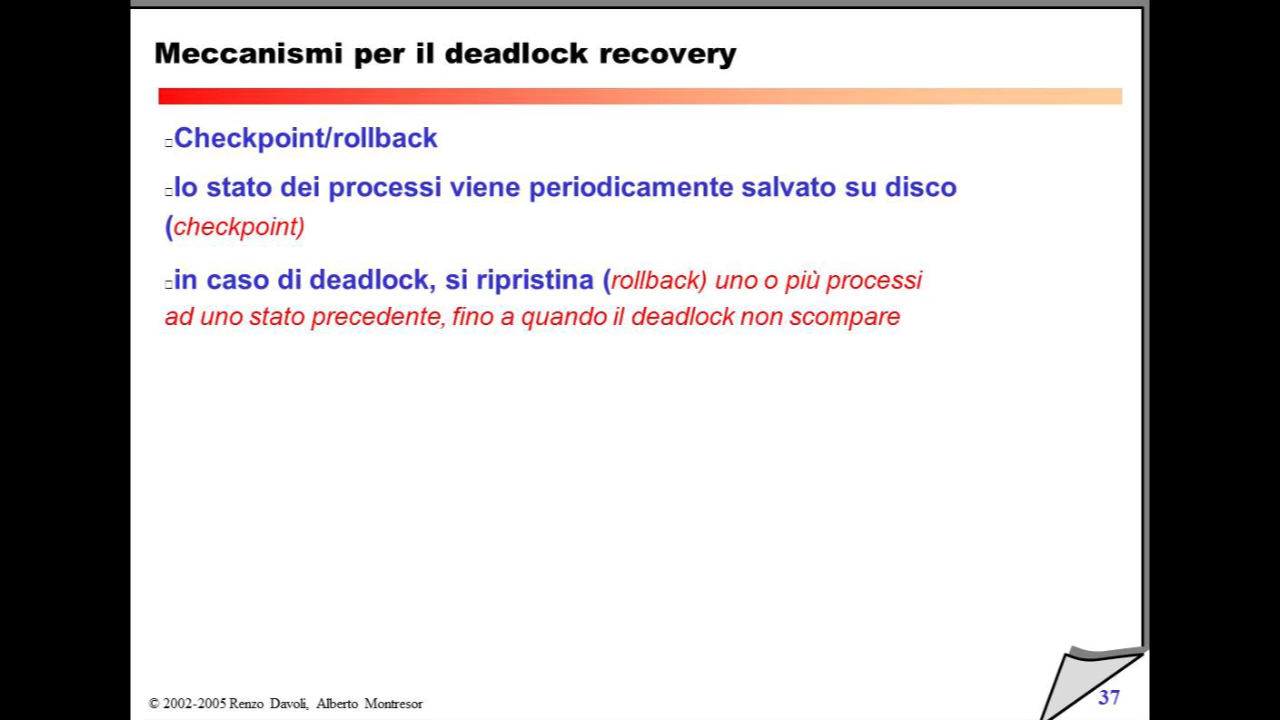 Meccanismi per il deadlock recovery
□Checkpoint/rollback
□lo stato dei processi viene periodicamente salvato su disco
(checkpoint)
□in caso di deadlock, si ripristina (rollback) uno o più processi
ad uno stato precedente, fino a quando il deadlock non scompare
© 2002-2005 Renzo Davoli, Alberto Montresor
37